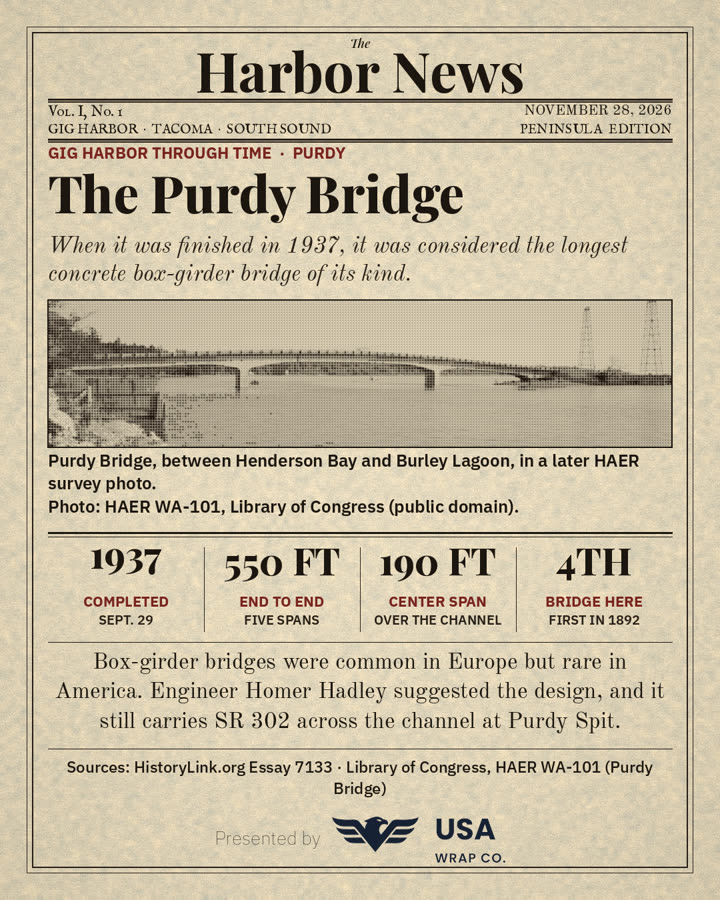 The
Harbor News
Vol. I, No. 1
NOVEMBER 28, 2026
GIG HARBOR · TACOMA · SOUTH SOUND
PENINSULA EDITION
GIG HARBOR THROUGH TIME · PURDY
The Purdy Bridge
When it was finished in 1937, it was considered the longest
concrete box-girder bridge of its kind.
Purdy Bridge, between Henderson Bay and Burley Lagoon, in a later HAER
survey photo.
Photo: HAER WA-101, Library of Congress (public domain).
1937
COMPLETED
SEPT. 29
550 FT
END TO END
FIVE SPANS
190 FT
CENTER SPAN
OVER THE CHANNEL
4TH
BRIDGE HERE
FIRST IN 1892
Box-girder bridges were common in Europe but rare in
America. Engineer Homer Hadley suggested the design, and it
still carries SR 302 across the channel at Purdy Spit.
Sources: HistoryLink.org Essay 7133 · Library of Congress, HAER WA-101 (Purdy
Bridge)
Presented by
USA
WRAP CO.